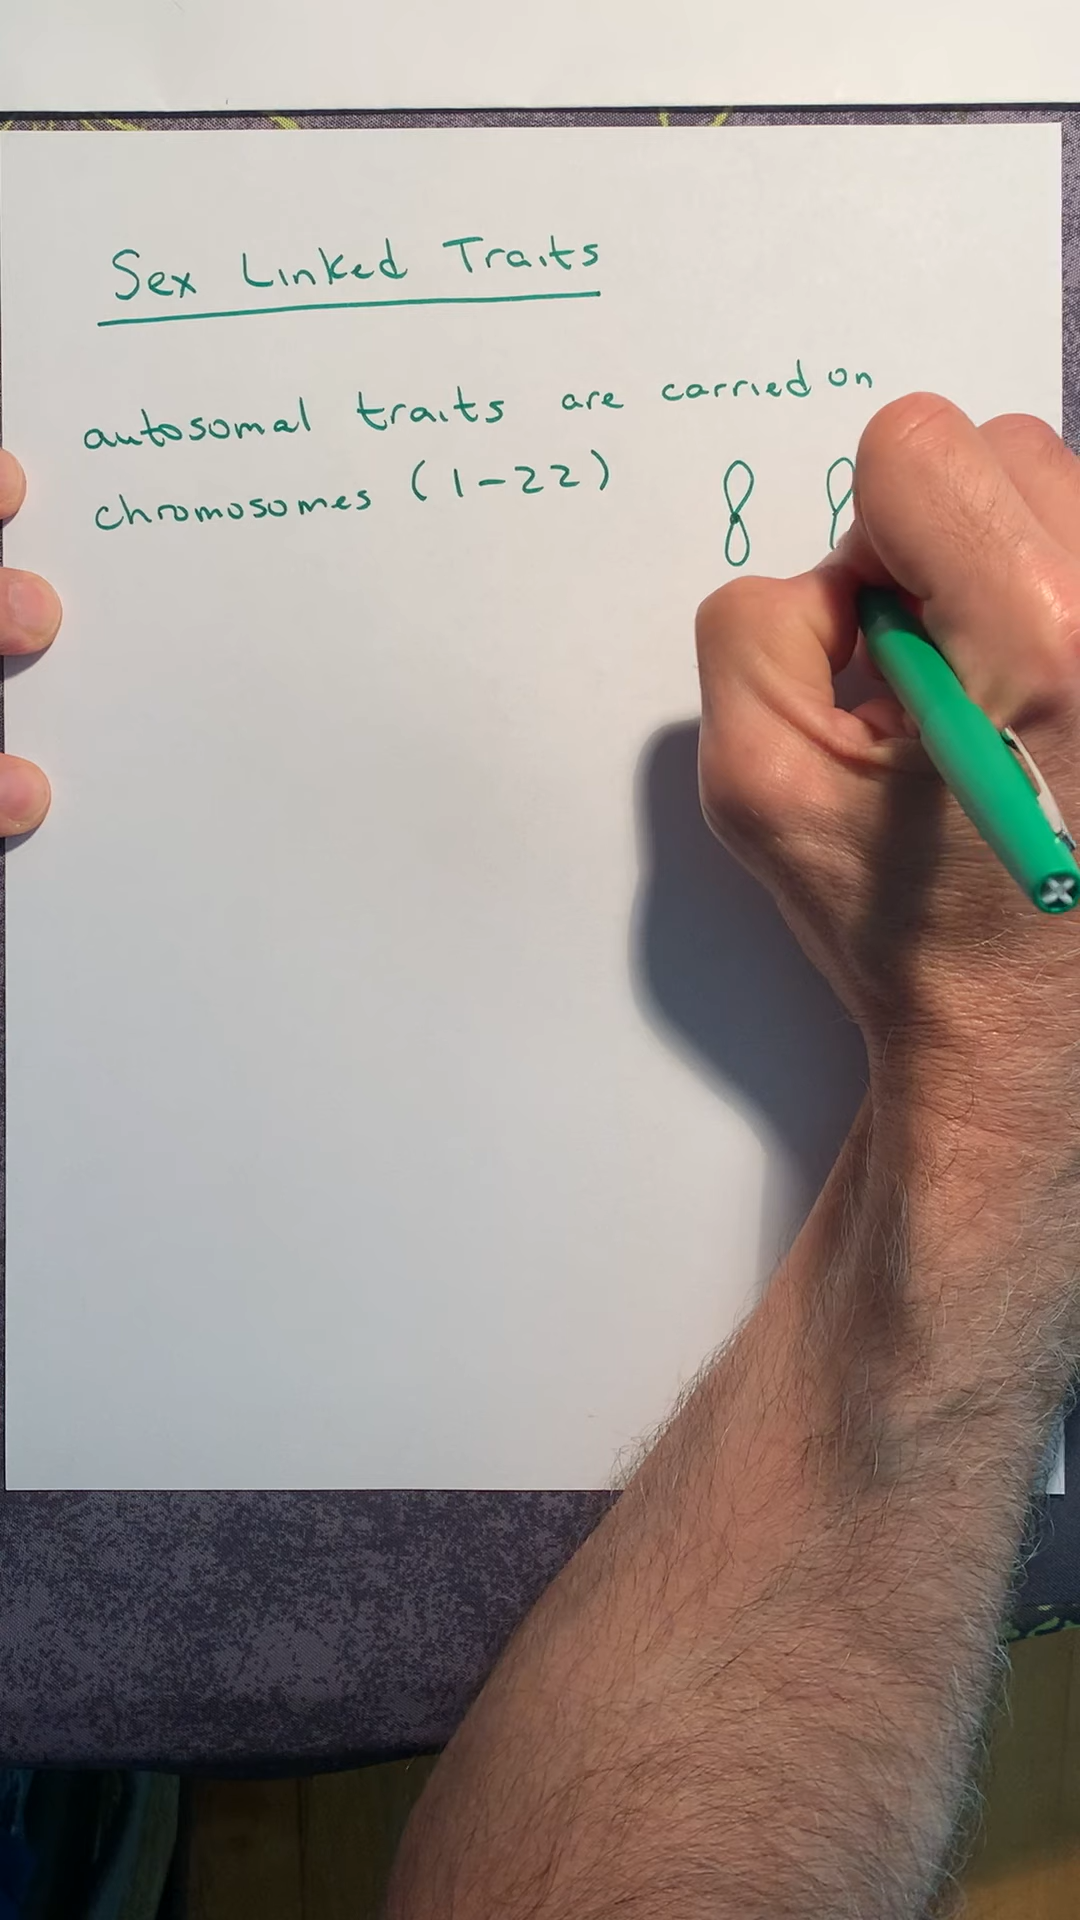 Sex Linked Traits
autosomal traits are carried on
chromosomes (1-22)